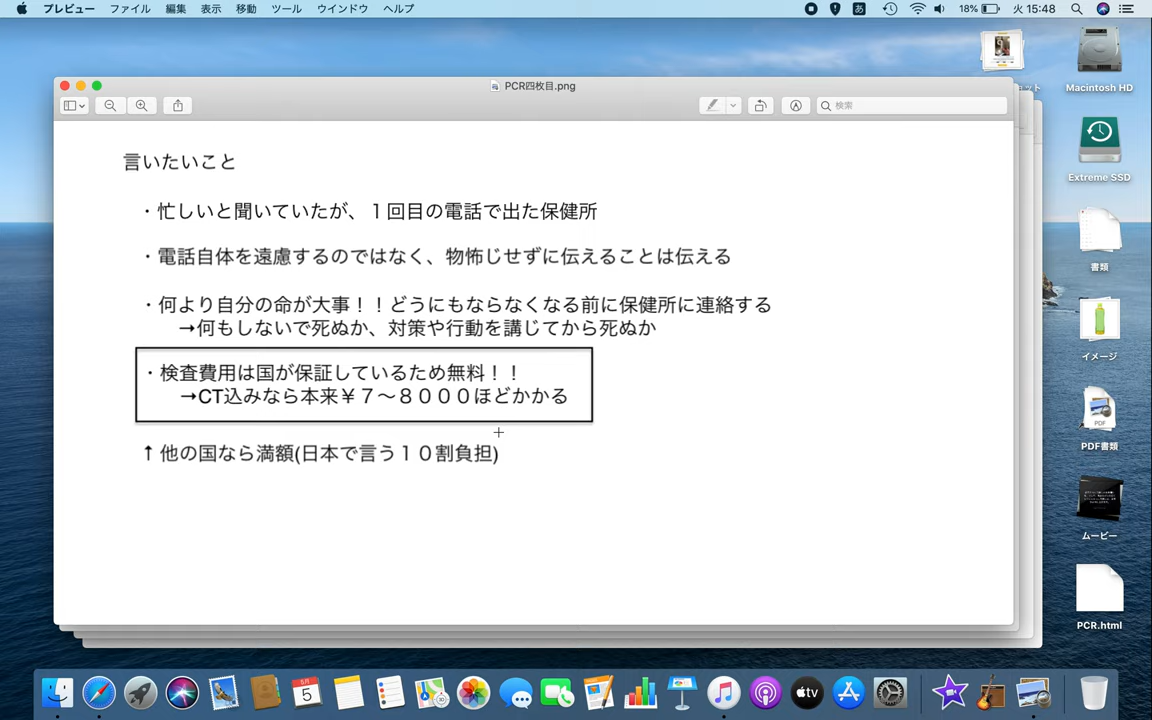 プレビュー ファイル 編集 表示 移動 ツール ウインドウ ヘルプ
あ 18% 火 15:48
PCR四枚目.png
検索
言いたいこと
・忙しいと聞いていたが、１回目の電話で出た保健所
・電話自体を遠慮するのではなく、物怖じせずに伝えることは伝える
・何より自分の命が大事！！どうにもならなくなる前に保健所に連絡する
→何もしないで死ぬか、対策や行動を講じてから死ぬか
・検査費用は国が保証しているため無料！！
→CT込みなら本来￥７〜８０００ほどかかる
↑他の国なら満額(日本で言う１０割負担)
ット
Macintosh HD
Extreme SSD
書類
イメージ
PDF
PDF書類
ムービー
PCR.html
5月
5
tv